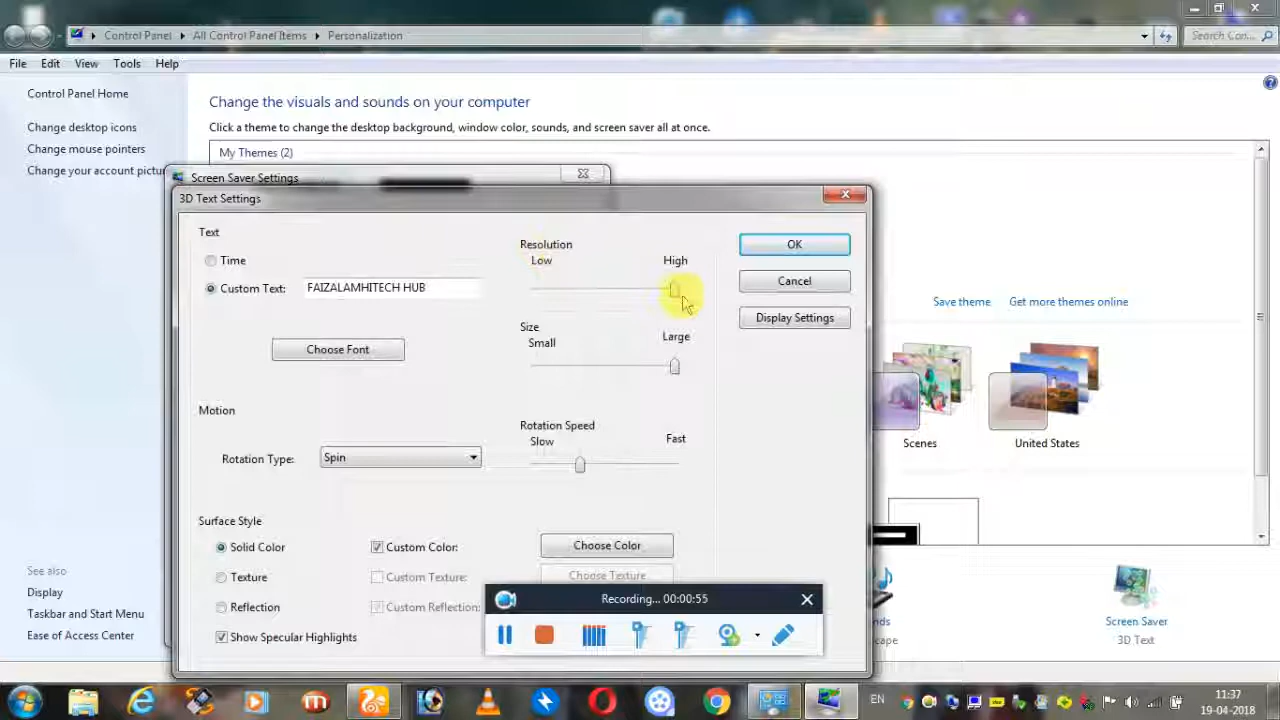 Control Panel
All Control Panel Items
Personalization
Search Con...
File Edit View Tools Help
Control Panel Home
Change desktop icons
Change mouse pointers
Change your account
Change the visuals and sounds on your computer
Click a theme to change the desktop background, window color, sounds, and screen saver all at once.
My Themes (2)
Screen Saver Settings
3D Text Settings
Text
Time
Custom Text: FAIZALAMHITECH HUB
Choose Font
Resolution
Low High
Size
Small Large
OK
Cancel
Display Settings
Motion
Rotation Type: Spin
Rotation Speed
Slow Fast
Surface Style
Solid Color
Texture
Reflection
Show Specular Highlights
Custom Color:
Custom Texture:
Custom Reflection:
Choose Color
Choose Texture
Recording... 00:00:55
Save theme Get more themes online
Scenes
United States
Screen Saver
3D Text
See also
Display
Taskbar and Start Menu
Ease of Access Center
EN
11:37
19-04-2018